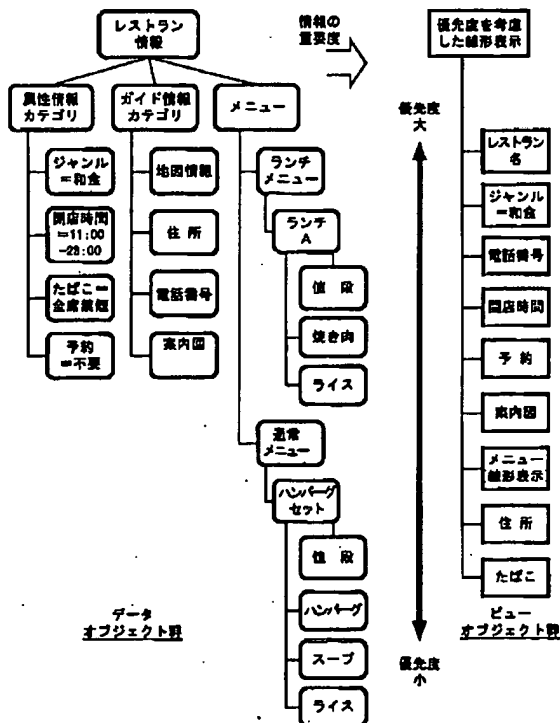 レストラン
情報
情報の
重要度
優先度を考慮
した線形表示
属性情報
カテゴリ
ガイド情報
カテゴリ
メニュー
優先度
大
ジャンル
=和食
地図情報
ランチ
メニュー
レストラン
名
開店時間
=11:00
-23:00
住所
ランチ
A
ジャンル
=和食
電話番号
たばこ=
全席禁煙
電話番号
値段
開店時間
予約
=不要
案内図
焼き肉
予約
ライス
案内図
通常
メニュー
メニュー
線形表示
ハンバーグ
セット
住所
値段
たばこ
データ
オブジェクト群
ハンバーグ
ビュー
オブジェクト群
スープ
優先度
小
ライス